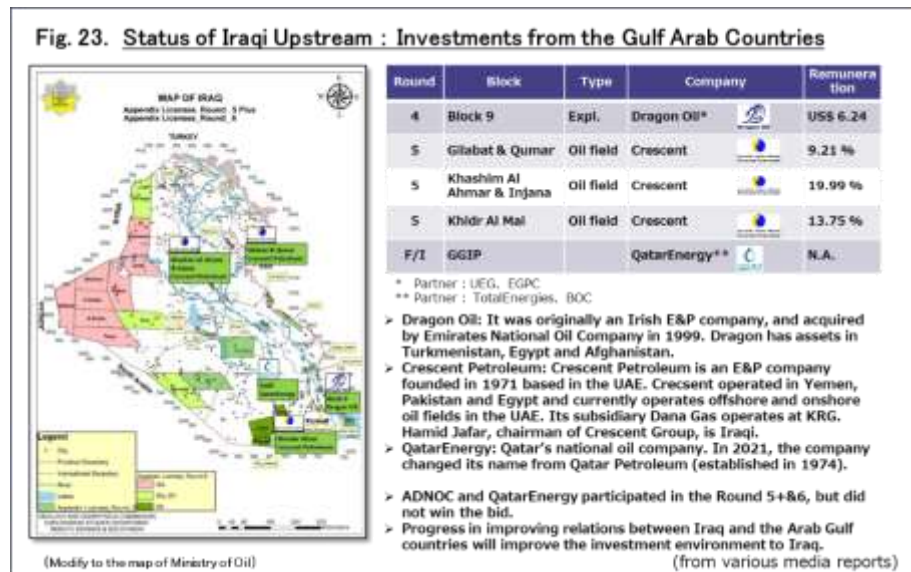 Fig. 23. Status of Iraqi Upstream : Investments from the Gulf Arab Countries
MAP OF IRAQ
Appendix Licenses, Round_5 Plus
Appendix Licenses, Round_6
TURKEY
Legend
(Modify to the map of Ministry of Oil)
Round Block Type Company Remunera
tion
4 Block 9 Expl. Dragon Oil* US$ 6.24
5 Gilabat & Qumar Oil field Crescent 9.21 %
5 Khashim Al
Ahmar & Injana Oil field Crescent 19.99 %
5 Khidr Al Mai Oil field Crescent 13.75 %
F/I GGIP QatarEnergy** N.A.
* Partner : UEG, EGPC
** Partner : TotalEnergies, BOC
➢ Dragon Oil: It was originally an Irish E&P company, and acquired
by Emirates National Oil Company in 1999. Dragon has assets in
Turkmenistan, Egypt and Afghanistan.
➢ Crescent Petroleum: Crescent Petroleum is an E&P company
founded in 1971 based in the UAE. Crecsent operated in Yemen,
Pakistan and Egypt and currently operates offshore and onshore
oil fields in the UAE. Its subsidiary Dana Gas operates at KRG.
Hamid Jafar, chairman of Crescent Group, is Iraqi.
➢ QatarEnergy: Qatar's national oil company. In 2021, the company
changed its name from Qatar Petroleum (established in 1974).
➢ ADNOC and QatarEnergy participated in the Round 5+&6, but did
not win the bid.
➢ Progress in improving relations between Iraq and the Arab Gulf
countries will improve the investment environment to Iraq.
(from various media reports)